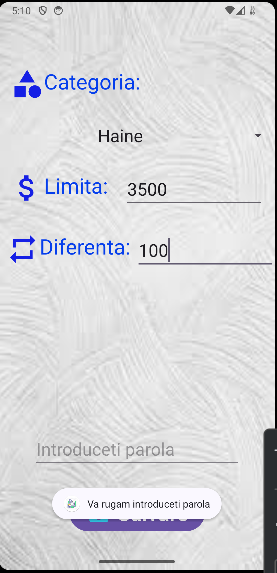 5:10
Categoria:
Haine
Limita: 3500
Diferenta: 100
Introduceti parola
Va rugam introduceti parola